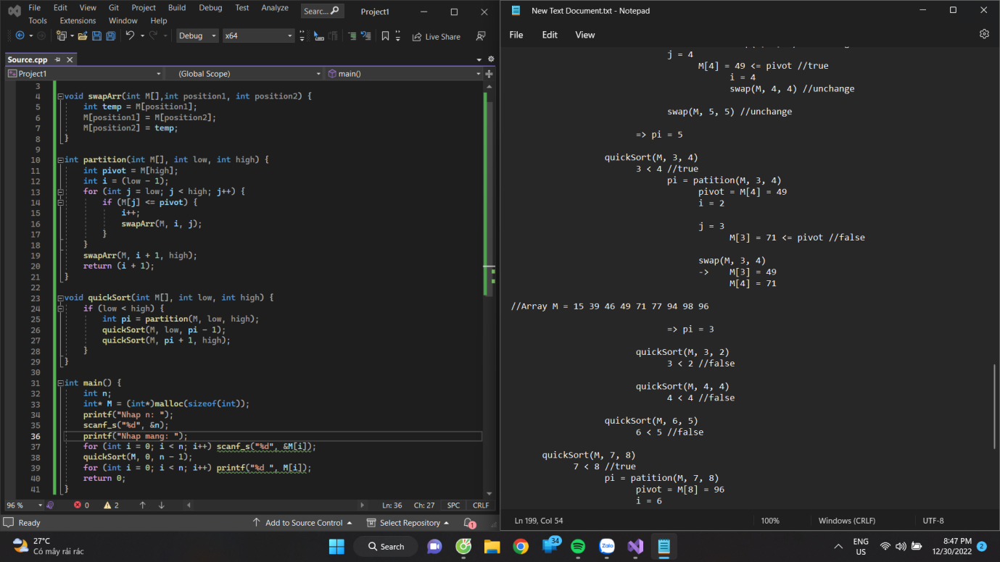 File Edit View Git Project Build Debug Test Analyze
Searc...
Project1
Tools Extensions Window Help
Debug x64 Live Share
Source.cpp
Project1 (Global Scope) main()
3
4 void swapArr(int M[],int position1, int position2) {
5 int temp = M[position1];
6 M[position1] = M[position2];
7 M[position2] = temp;
8 }
9
10 int partition(int M[], int low, int high) {
11 int pivot = M[high];
12 int i = (low - 1);
13 for (int j = low; j < high; j++) {
14 if (M[j] <= pivot) {
15 i++;
16 swapArr(M, i, j);
17 }
18 }
19 swapArr(M, i + 1, high);
20 return (i + 1);
21 }
22
23 void quickSort(int M[], int low, int high) {
24 if (low < high) {
25 int pi = partition(M, low, high);
26 quickSort(M, low, pi - 1);
27 quickSort(M, pi + 1, high);
28 }
29 }
30
31 int main() {
32 int n;
33 int* M = (int*)malloc(sizeof(int));
34 printf("Nhap n: ");
35 scanf_s("%d", &n);
36 printf("Nhap mang: ");
37 for (int i = 0; i < n; i++) scanf_s("%d", &M[i]);
38 quickSort(M, 0, n - 1);
39 for (int i = 0; i < n; i++) printf("%d ", M[i]);
40 return 0;
41 }
96 % 0 2 Ln: 36 Ch: 27 SPC CRLF
Ready Add to Source Control Select Repository 1
New Text Document.txt - Notepad
File Edit View
j = 4
M[4] = 49 <= pivot //true
i = 4
swap(M, 4, 4) //unchange
swap(M, 5, 5) //unchange
=> pi = 5
quickSort(M, 3, 4)
3 < 4 //true
pi = patition(M, 3, 4)
pivot = M[4] = 49
i = 2
j = 3
M[3] = 71 <= pivot //false
swap(M, 3, 4)
-> M[3] = 49
M[4] = 71
//Array M = 15 39 46 49 71 77 94 98 96
=> pi = 3
quickSort(M, 3, 2)
3 < 2 //false
quickSort(M, 4, 4)
4 < 4 //false
quickSort(M, 6, 5)
6 < 5 //false
quickSort(M, 7, 8)
7 < 8 //true
pi = patition(M, 7, 8)
pivot = M[8] = 96
i = 6
Ln 199, Col 54 100% Windows (CRLF) UTF-8
27°C
Có mây rải rác
Search
34
Zalo
ENG
US
8:47 PM
12/30/2022
2